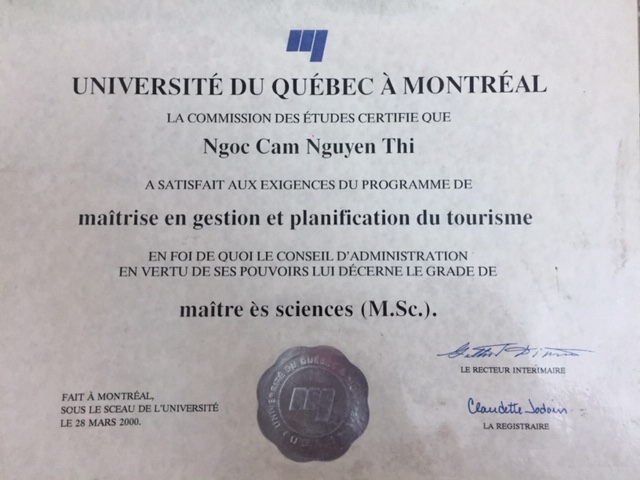 UNIVERSITÉ DU QUÉBEC À MONTRÉAL
LA COMMISSION DES ÉTUDES CERTIFIE QUE
Ngoc Cam Nguyen Thi
A SATISFAIT AUX EXIGENCES DU PROGRAMME DE
maîtrise en gestion et planification du tourisme
EN FOI DE QUOI LE CONSEIL D'ADMINISTRATION
EN VERTU DE SES POUVOIRS LUI DÉCERNE LE GRADE DE
maître ès sciences (M.Sc.).
LE RECTEUR INTERIMAIRE
FAIT À MONTRÉAL,
SOUS LE SCEAU DE L'UNIVERSITÉ
LE 28 MARS 2000.
Claudette Jodoin
LA REGISTRAIRE
UNIVERSITÉ DU QUÉBEC